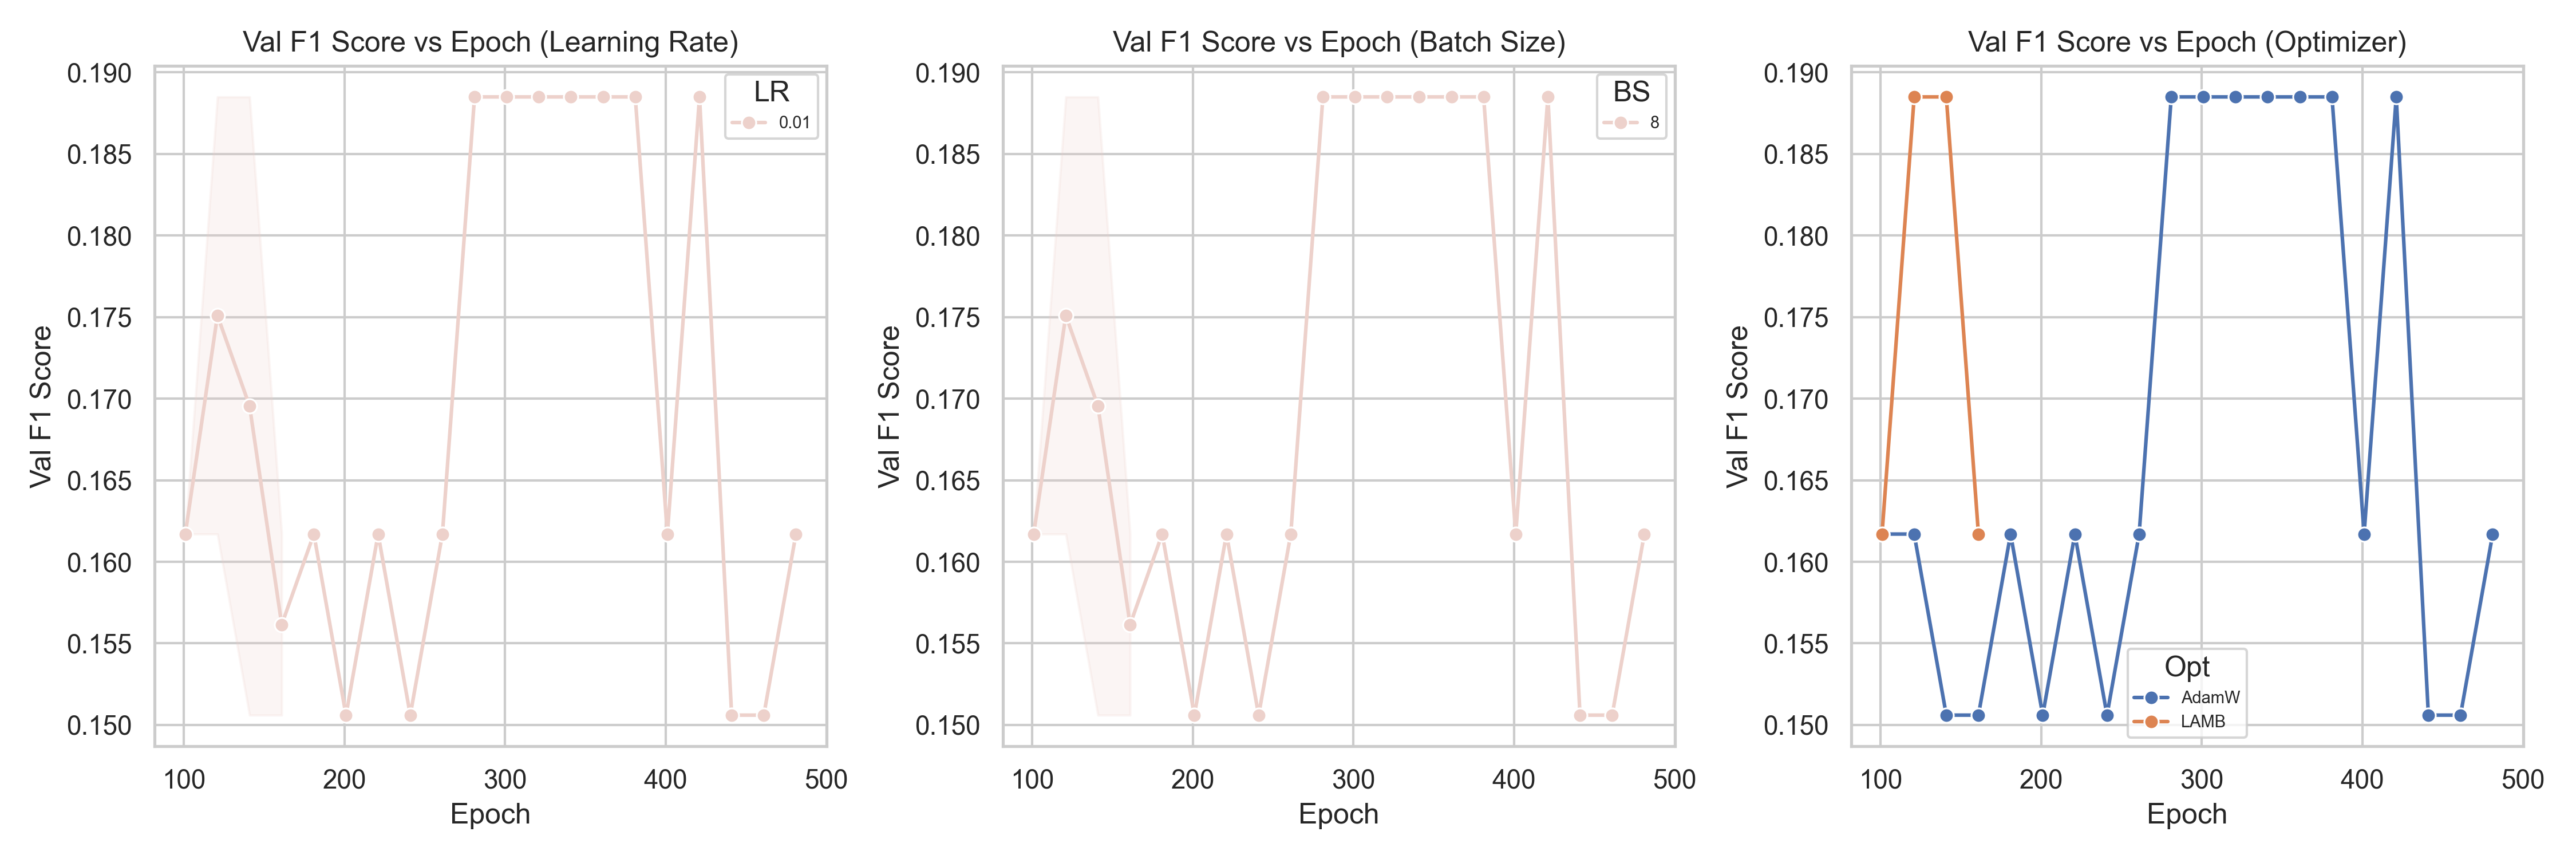 Val F1 Score vs Epoch (Learning Rate)
0.190
0.185
0.180
0.175
0.170
0.165
0.160
0.155
0.150
Val F1 Score
100 200 300 400 500
Epoch
LR
0.01
Val F1 Score vs Epoch (Batch Size)
0.190
0.185
0.180
0.175
0.170
0.165
0.160
0.155
0.150
Val F1 Score
100 200 300 400 500
Epoch
BS
8
Val F1 Score vs Epoch (Optimizer)
0.190
0.185
0.180
0.175
0.170
0.165
0.160
0.155
0.150
Val F1 Score
100 200 300 400 500
Epoch
Opt
AdamW
LAMB